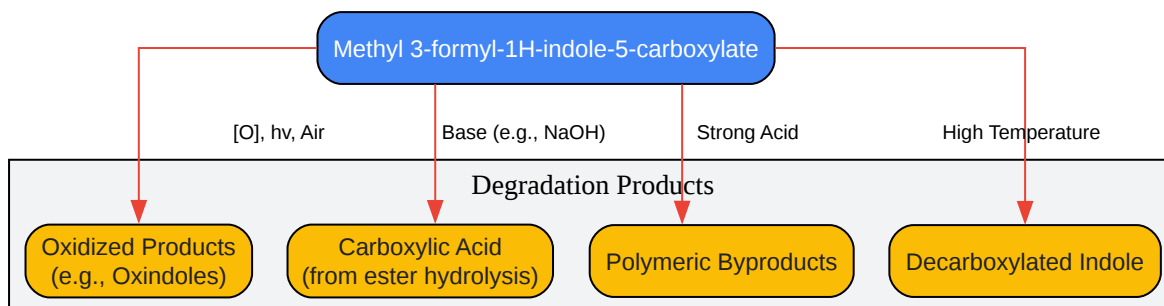 Methyl 3-formyl-1H-indole-5-carboxylate
[O], hv, Air
Base (e.g., NaOH)
Strong Acid
High Temperature
Degradation Products
Oxidized Products
(e.g., Oxindoles)
Carboxylic Acid
(from ester hydrolysis)
Polymeric Byproducts
Decarboxylated Indole